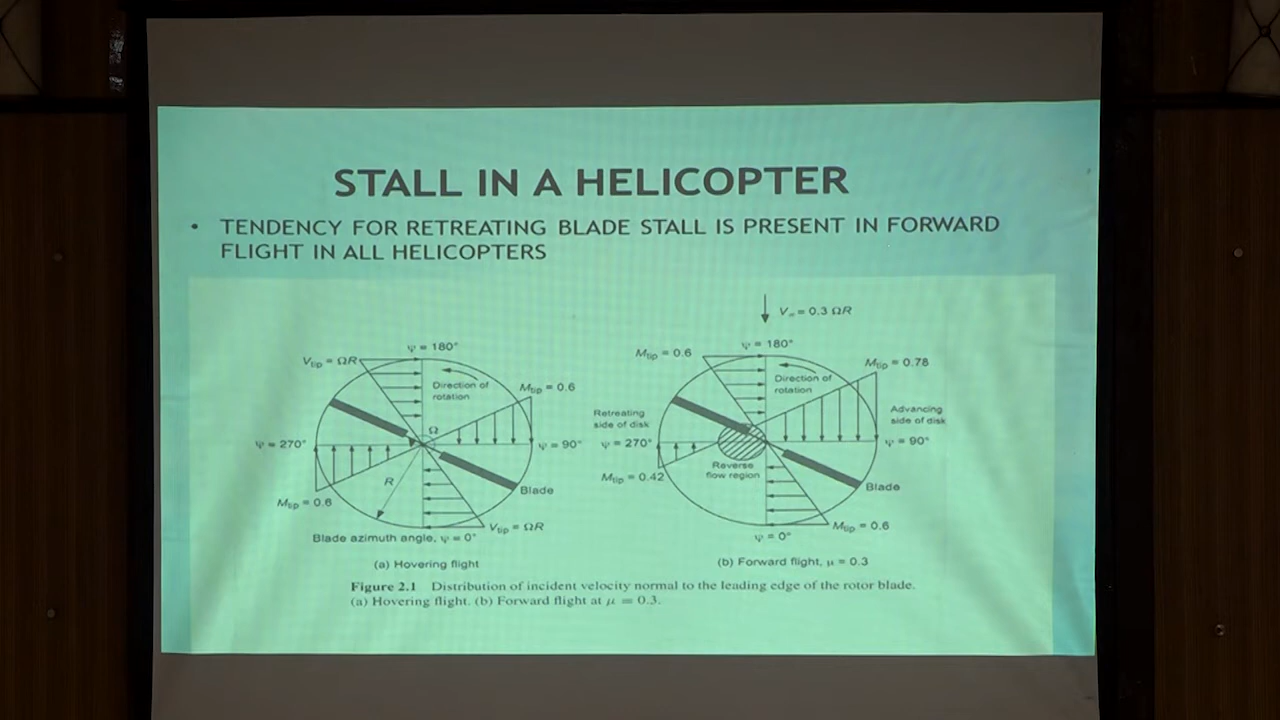 STALL IN A HELICOPTER
• TENDENCY FOR RETREATING BLADE STALL IS PRESENT IN FORWARD
FLIGHT IN ALL HELICOPTERS
ψ = 180°
V_tip = ΩR
Direction of
rotation
M_tip = 0.6
Ω
ψ = 270°
ψ = 90°
R
M_tip = 0.6
Blade
V_tip = ΩR
Blade azimuth angle, ψ = 0°
(a) Hovering flight
V_∞ = 0.3 ΩR
ψ = 180°
M_tip = 0.6
M_tip = 0.78
Direction of
rotation
Retreating
side of disk
Advancing
side of disk
ψ = 270°
ψ = 90°
Reverse
flow region
M_tip = 0.42
Blade
M_tip = 0.6
ψ = 0°
(b) Forward flight, μ = 0.3
Figure 2.1 Distribution of incident velocity normal to the leading edge of the rotor blade.
(a) Hovering flight. (b) Forward flight at μ = 0.3.